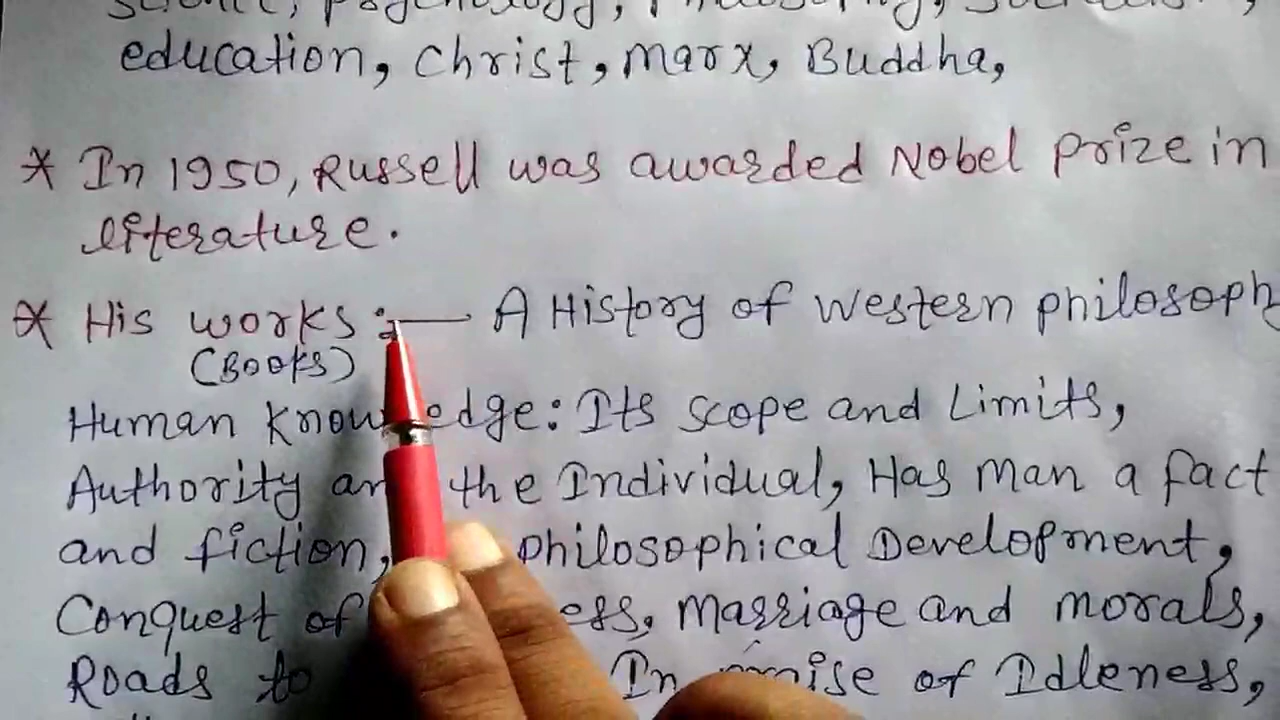 education, Christ, Marx, Buddha,
* In 1950, Russell was awarded Nobel Prize in
literature.
* His works :— A History of Western Philosoph
(Books)
Human Its Scope and Limits,
Authority the Individual, Has Man a fact
and fiction, Philosophical Development,
Conquest of Marriage and morals,
Roads to In of Idleness,